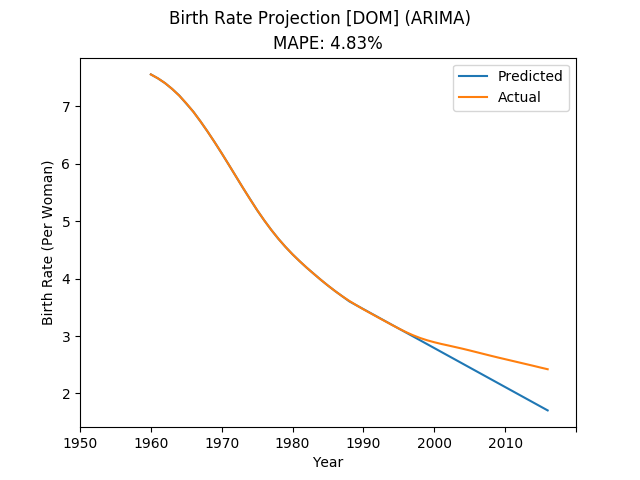 Birth Rate Projection [DOM] (ARIMA)
MAPE: 4.83%
Predicted
Actual
Birth Rate (Per Woman)
7
6
5
4
3
2
1950 1960 1970 1980 1990 2000 2010
Year